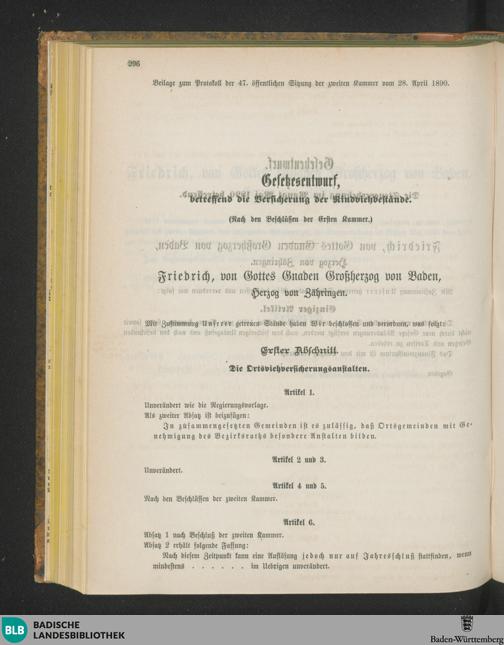 296
Beilage zum Protokoll der 47. öffentlichen Sitzung der zweiten Kammer vom 28. April 1890.
Gesetzesentwurf,
betreffend die Versicherung der Rindviehbestände.
(Nach den Beschlüssen der Ersten Kammer.)
Friedrich, von Gottes Gnaden Großherzog von Baden,
Herzog von Zähringen.
Mit Zustimmung Unserer getreuen Stände haben Wir beschlossen und verordnen, was folgt:
Erster Abschnitt.
Die Ortsviehversicherungsanstalten.
Artikel 1.
Unverändert wie die Regierungsvorlage.
Als zweiter Absatz ist beizufügen:
In zusammengesetzten Gemeinden ist es zulässig, daß Ortsgemeinden mit Ge-
nehmigung des Bezirksraths besondere Anstalten bilden.
Artikel 2 und 3.
Unverändert.
Artikel 4 und 5.
Nach den Beschlüssen der zweiten Kammer.
Artikel 6.
Absatz 1 nach Beschluß der zweiten Kammer.
Absatz 2 erhält folgende Fassung:
Nach diesem Zeitpunkt kann eine Auflösung jedoch nur auf Jahresschluß stattfinden, wenn
mindestens . . . . . . im Uebrigen unverändert.
BLB BADISCHE
LANDESBIBLIOTHEK
Baden-Württemberg